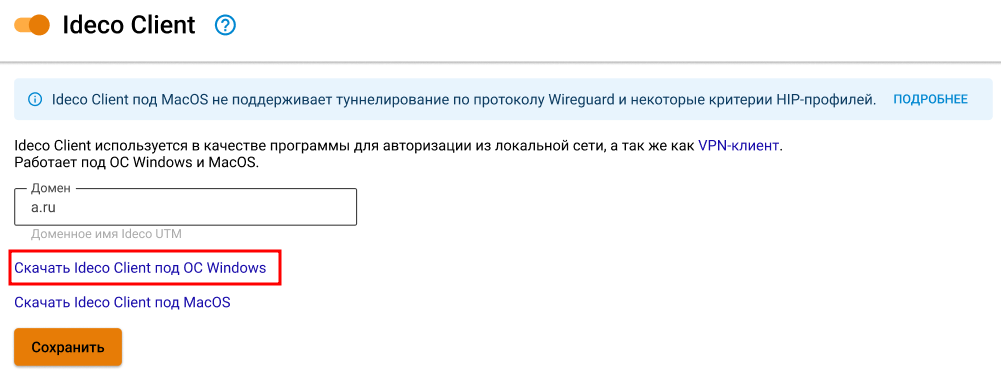 Ideco Client ?
Ideco Client под MacOS не поддерживает туннелирование по протоколу Wireguard и некоторые критерии HIP-профилей. ПОДРОБНЕЕ
Ideco Client используется в качестве программы для авторизации из локальной сети, а так же как VPN-клиент.
Работает под ОС Windows и MacOS.
Домен
a.ru
Доменное имя Ideco UTM
Скачать Ideco Client под ОС Windows
Скачать Ideco Client под MacOS
Сохранить